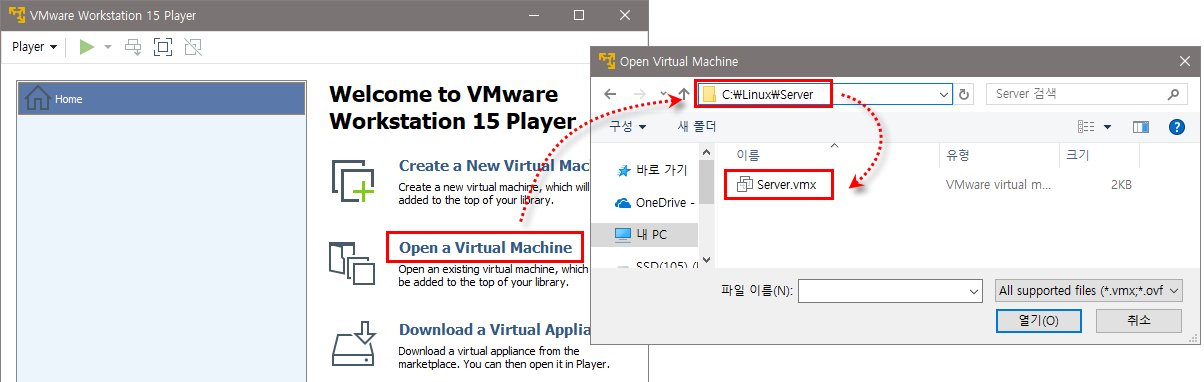 VMware Workstation 15 Player
Player
Home
Welcome to VMware
Workstation 15 Player
Create a New Virtual Mac
Create a new virtual machine, which will
added to the top of your library.
Open a Virtual Machine
Open an existing virtual machine, which
be added to the top of your library.
Download a Virtual Applia
Download a virtual appliance from the
marketplace. You can then open it in Player.
Open Virtual Machine
C:₩Linux₩Server
Server 검색
구성
새 폴더
이름
유형
크기
바로 가기
Server.vmx
VMware virtual m...
2KB
OneDrive -
내 PC
SSD(105) (
파일 이름(N):
All supported files (*.vmx;*.ovf
열기(O)
취소